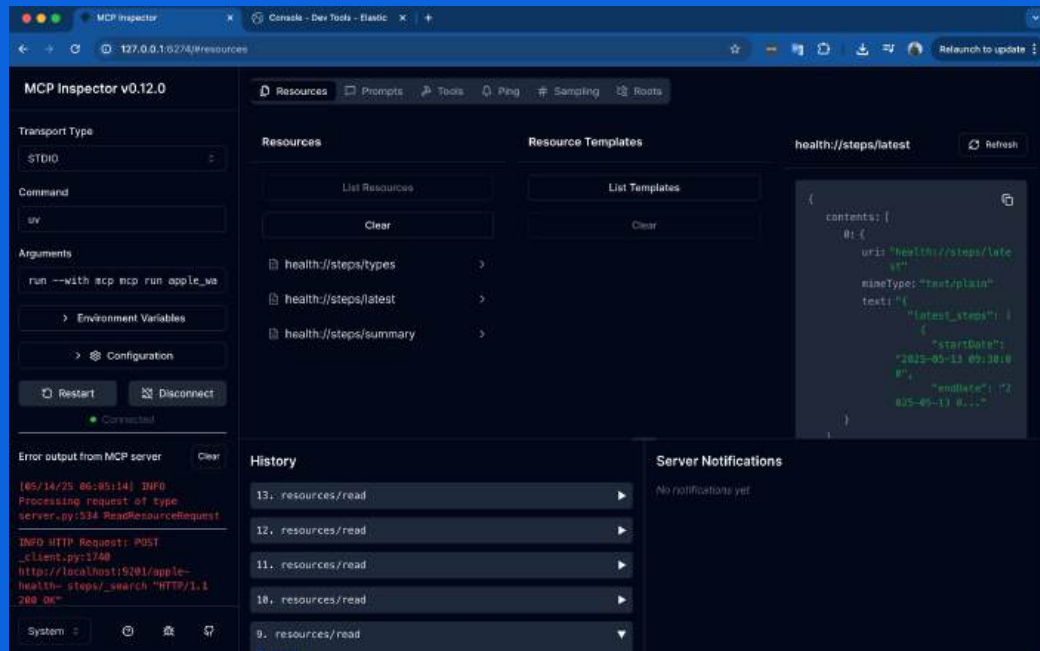 MCP Inspector
Console - Dev Tools - Elastic
127.0.0.1:6274/#resources
Relaunch to update
MCP Inspector v0.12.0
Transport Type
STDIO
Command
uv
Arguments
run --with mcp mcp run apple_wa
Environment Variables
Configuration
Restart
Disconnect
Connected
Error output from MCP server
Clear
[05/14/25 06:05:14] INFO
Processing request of type
server.py:534 ReadResourceRequest
INFO HTTP Request: POST
_client.py:1740
http://localhost:9201/apple-
health- steps/_search "HTTP/1.1
200 OK"
System
Resources
Prompts
Tools
Ping
Sampling
Roots
Resources
List Resources
Clear
health://steps/types
health://steps/latest
health://steps/summary
Resource Templates
List Templates
Clear
health://steps/latest
Refresh
{
contents: [
0: {
uri: "health://steps/late
st"
mimeType: "text/plain"
text: "{
"latest_steps": [
{
"startDate":
"2025-05-13 09:38:0
0",
"endDate": "2
025-05-13 0..."
}
]
History
13. resources/read
12. resources/read
11. resources/read
10. resources/read
9. resources/read
Server Notifications
No notifications yet